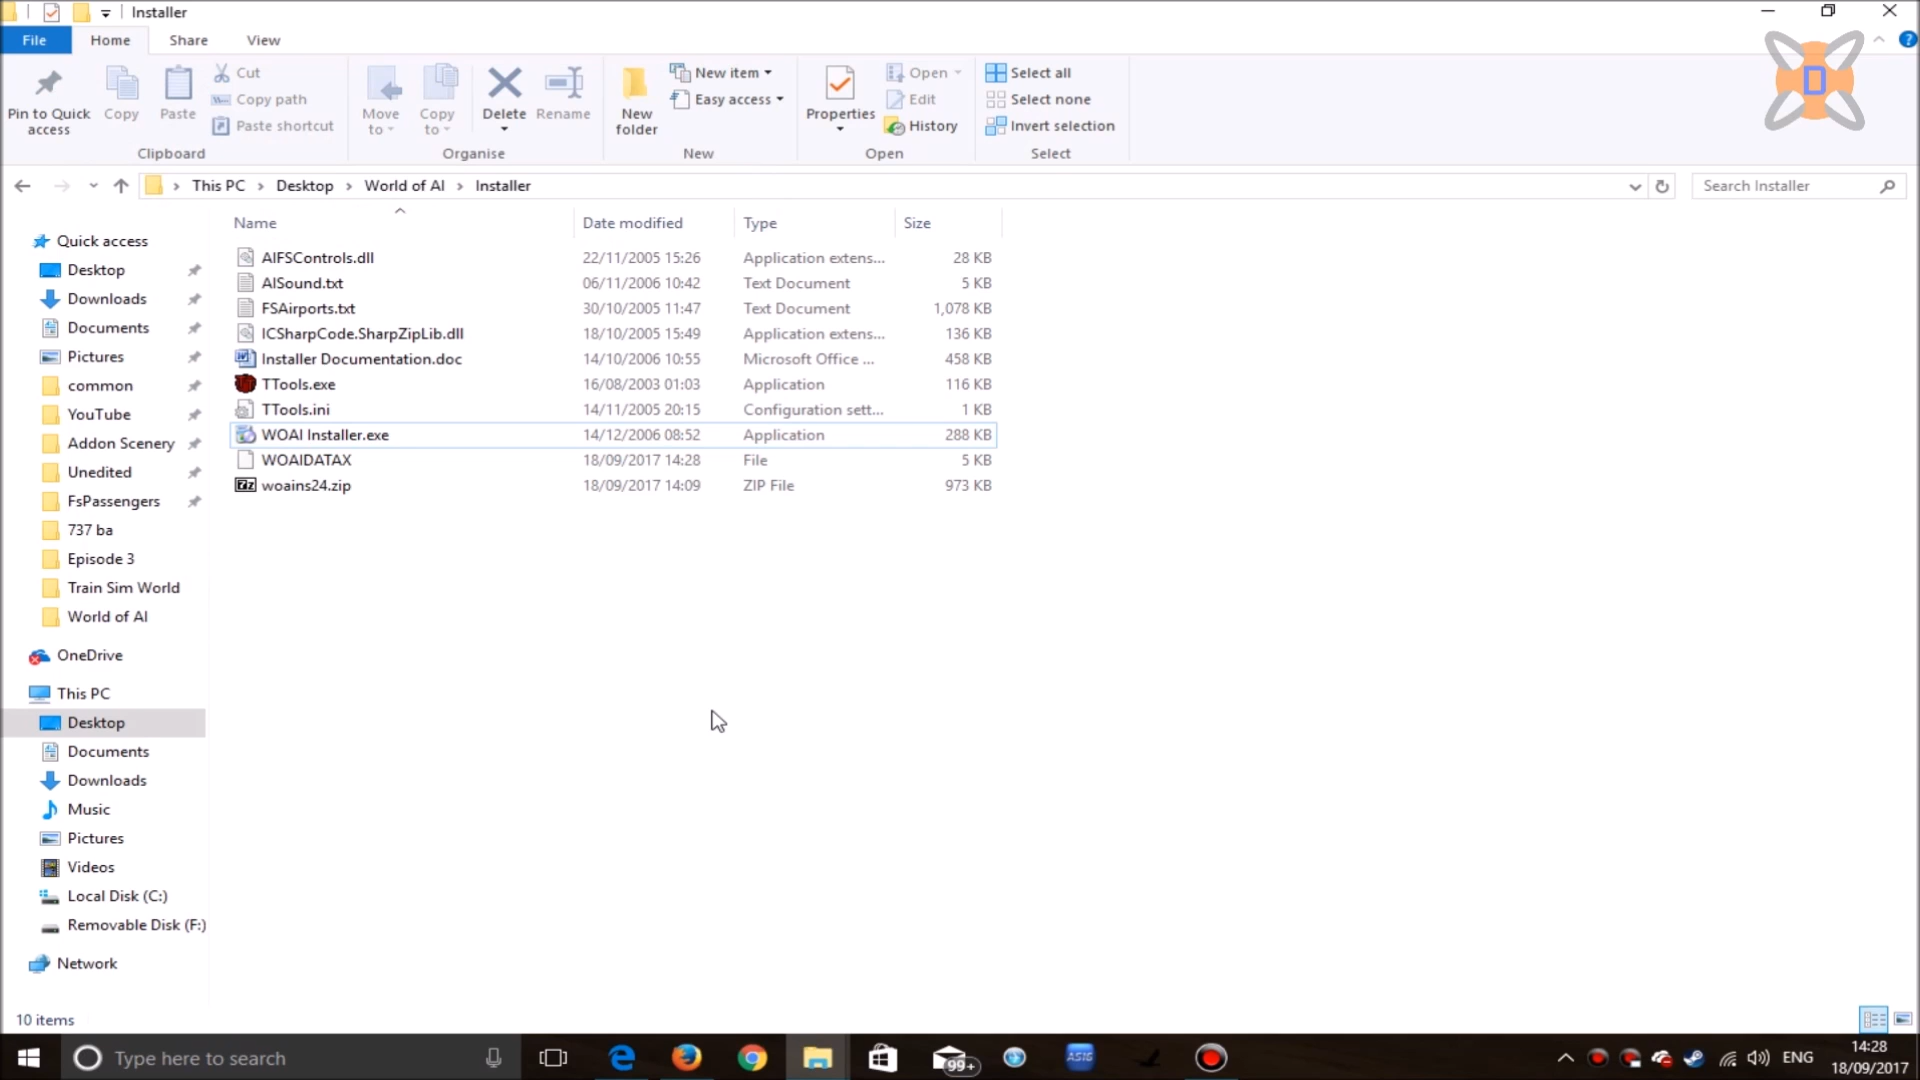 Installer
File Home Share View
Pin to Quick access
Copy
Paste
Cut
Copy path
Paste shortcut
Clipboard
Move to
Copy to
Delete
Rename
Organise
New folder
New item
Easy access
New
Properties
Open
Edit
History
Open
Select all
Select none
Invert selection
Select
D
This PC > Desktop > World of AI > Installer
Search Installer
Name Date modified Type Size
AIFSControls.dll 22/11/2005 15:26 Application extens... 28 KB
AISound.txt 06/11/2006 10:42 Text Document 5 KB
FSAirports.txt 30/10/2005 11:47 Text Document 1,078 KB
ICSharpCode.SharpZipLib.dll 18/10/2005 15:49 Application extens... 136 KB
Installer Documentation.doc 14/10/2006 10:55 Microsoft Office ... 458 KB
TTools.exe 16/08/2003 01:03 Application 116 KB
TTools.ini 14/11/2005 20:15 Configuration sett... 1 KB
WOAI Installer.exe 14/12/2006 08:52 Application 288 KB
WOAIDATAX 18/09/2017 14:28 File 5 KB
woains24.zip 18/09/2017 14:09 ZIP File 973 KB
Quick access
Desktop
Downloads
Documents
Pictures
common
YouTube
Addon Scenery
Unedited
FsPassengers
737 ba
Episode 3
Train Sim World
World of AI
OneDrive
This PC
Desktop
Documents
Downloads
Music
Pictures
Videos
Local Disk (C:)
Removable Disk (F:)
Network
10 items
Type here to search
99+
ASIG
ENG
14:28
18/09/2017